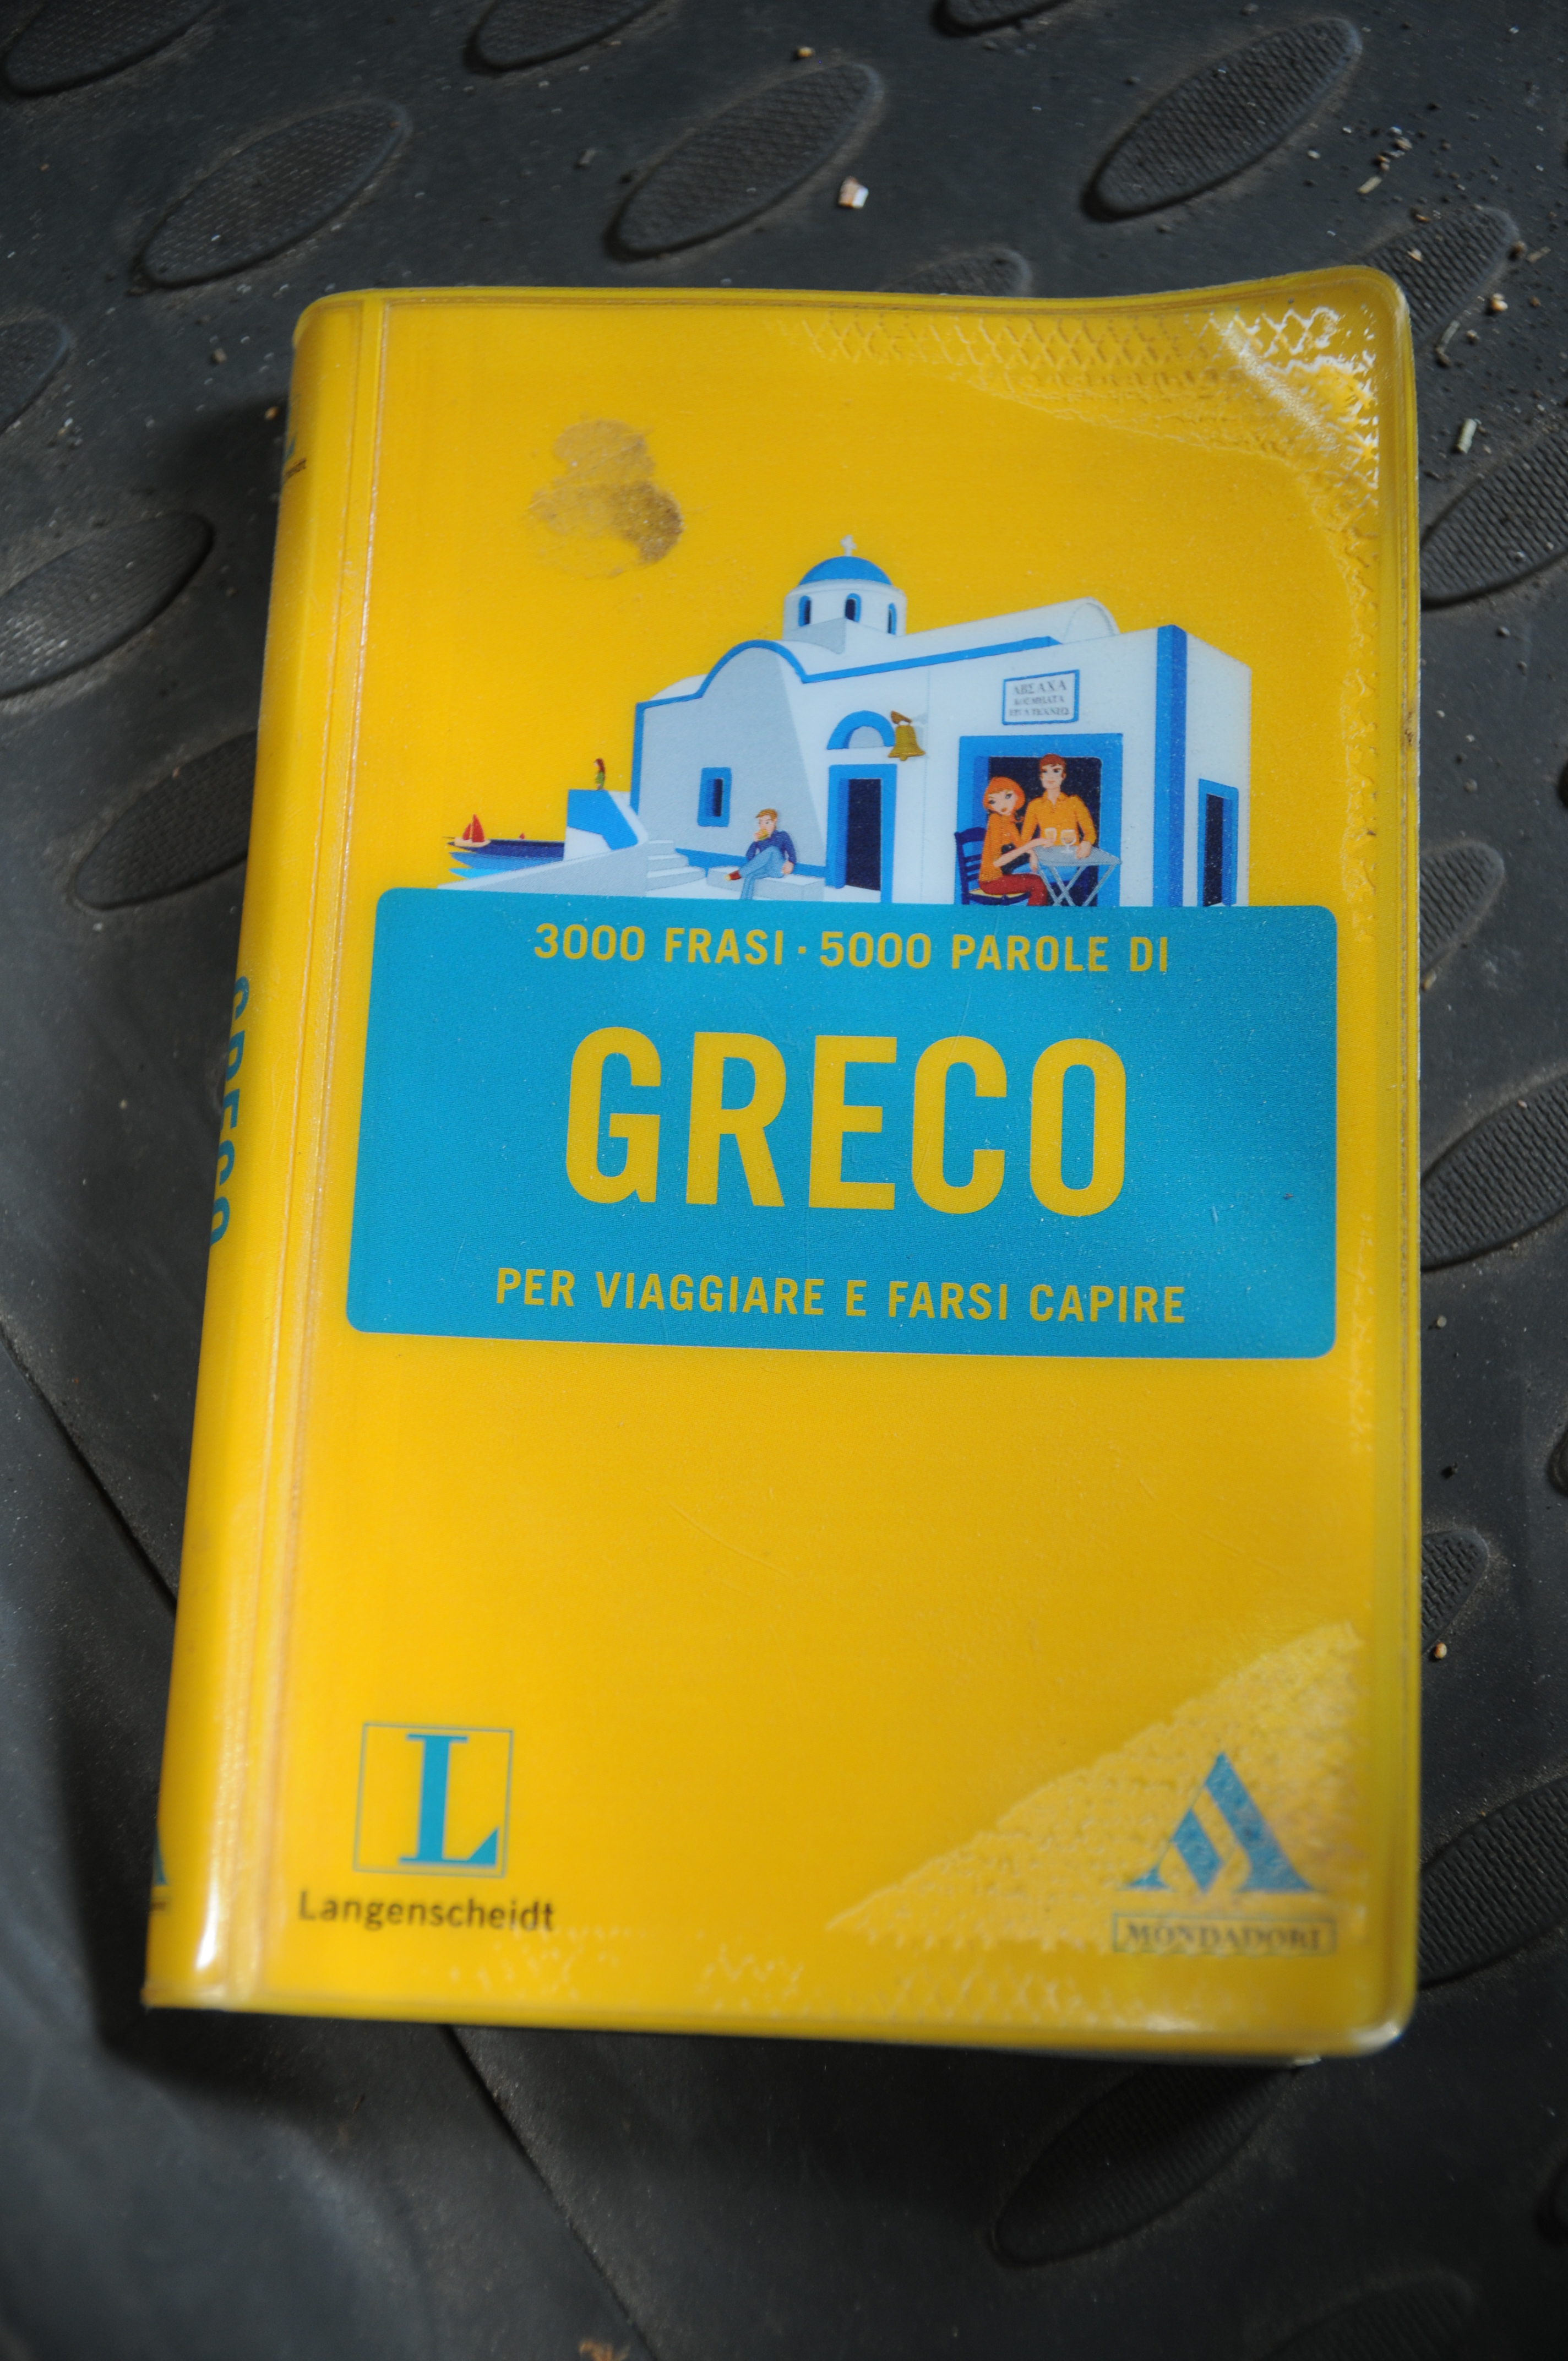 3000 FRASI · 5000 PAROLE DI
GRECO
PER VIAGGIARE E FARSI CAPIRE
L
Langenscheidt
MONDADORI
GRECO